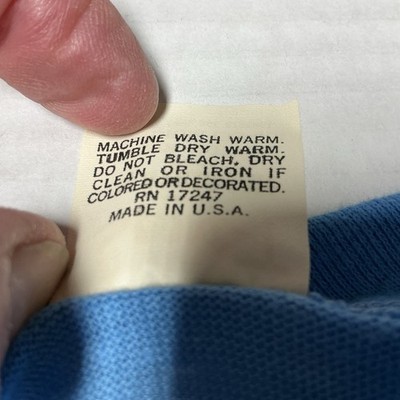 MACHINE WASH WARM.
TUMBLE DRY WARM.
DO NOT BLEACH. DRY
CLEAN OR IRON IF
COLORED OR DECORATED.
RN 17247
MADE IN U.S.A.